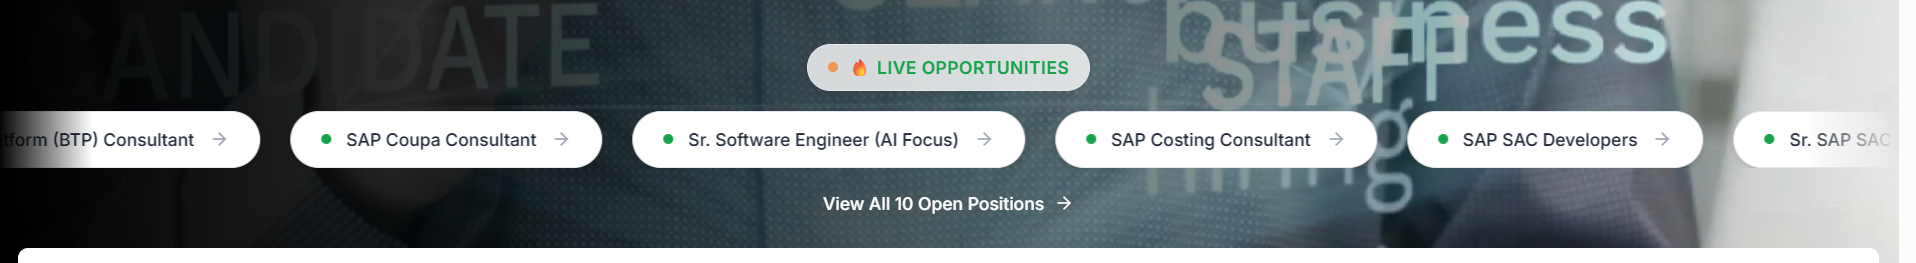 CANDIDATE
business
STAFF
hiring
🔥 LIVE OPPORTUNITIES
(BTP) Consultant →
SAP Coupa Consultant →
Sr. Software Engineer (AI Focus) →
SAP Costing Consultant →
SAP SAC Developers →
Sr. SAP SAC
View All 10 Open Positions →